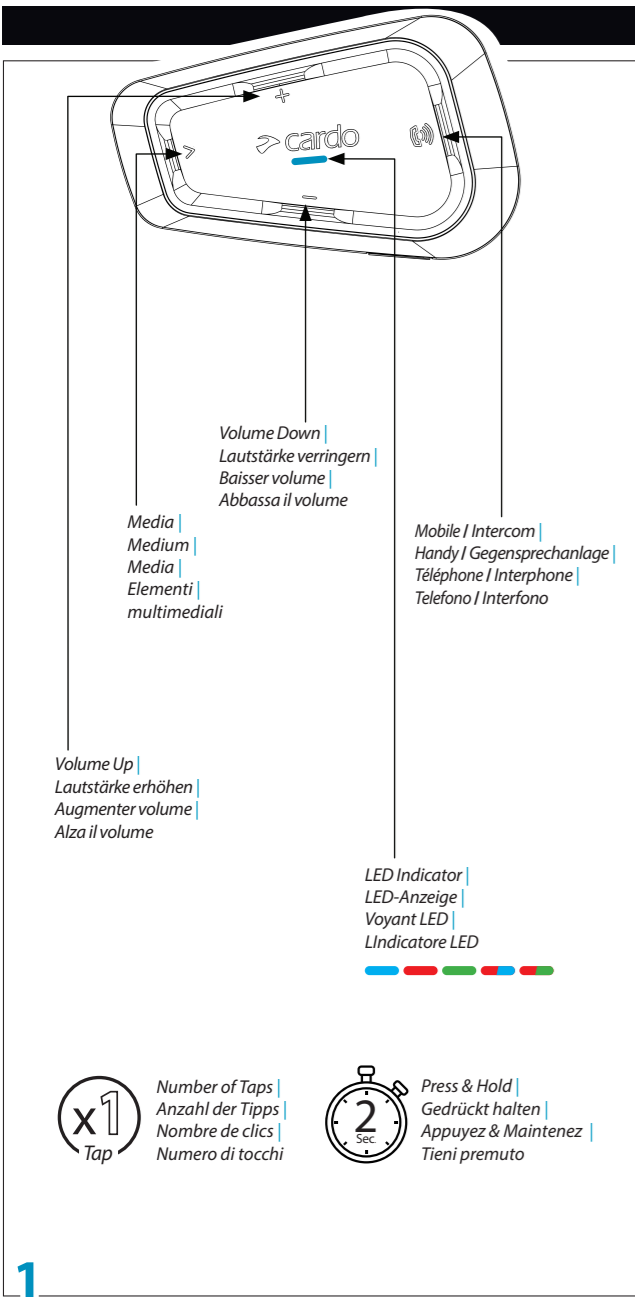 cardo
Volume Down |
Lautstärke verringern |
Baisser volume |
Abbassa il volume
Media |
Medium |
Media |
Elementi |
multimediali
Mobile / Intercom |
Handy / Gegensprechanlage |
Téléphone / Interphone |
Telefono / Interfono
Volume Up |
Lautstärke erhöhen |
Augmenter volume |
Alza il volume
LED Indicator |
LED-Anzeige |
Voyant LED |
LIndicatore LED
x1
Tap
Number of Taps |
Anzahl der Tipps |
Nombre de clics |
Numero di tocchi
2
Sec.
Press & Hold |
Gedrückt halten |
Appuyez & Maintenez |
Tieni premuto
1